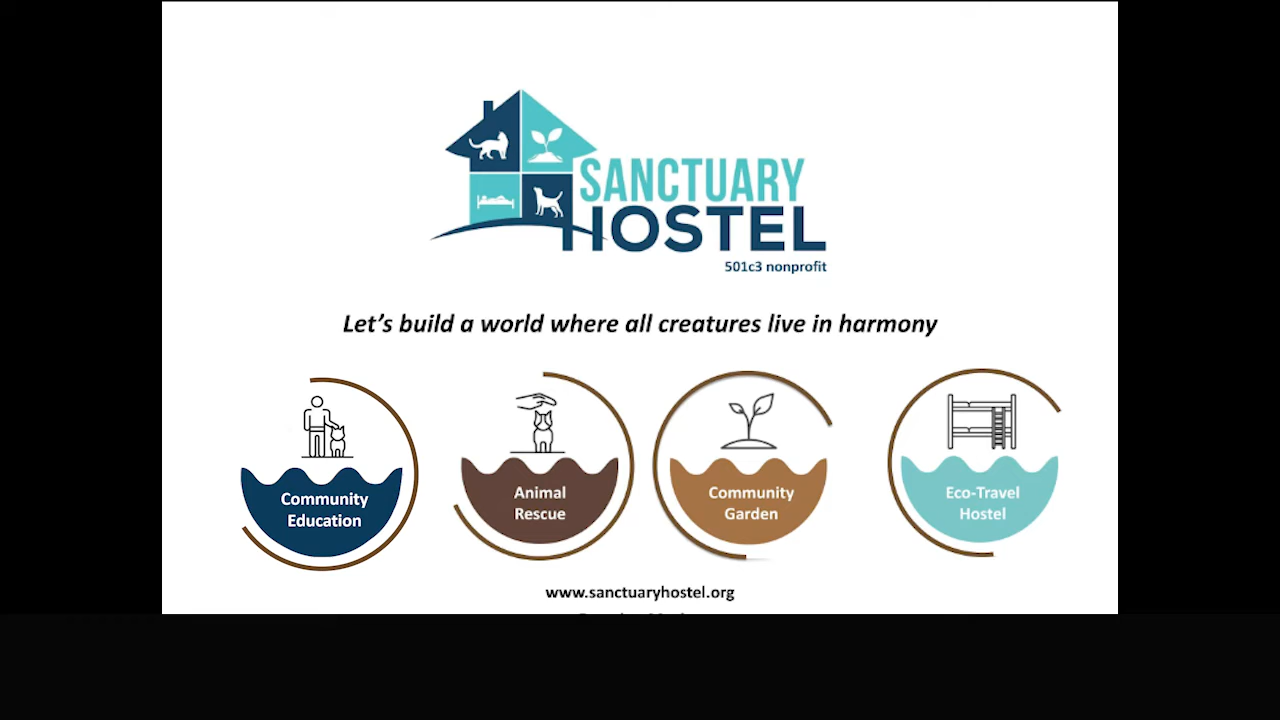 SANCTUARY
HOSTEL
501c3 nonprofit
Let's build a world where all creatures live in harmony
Community
Education
Animal
Rescue
Community
Garden
Eco-Travel
Hostel
www.sanctuaryhostel.org